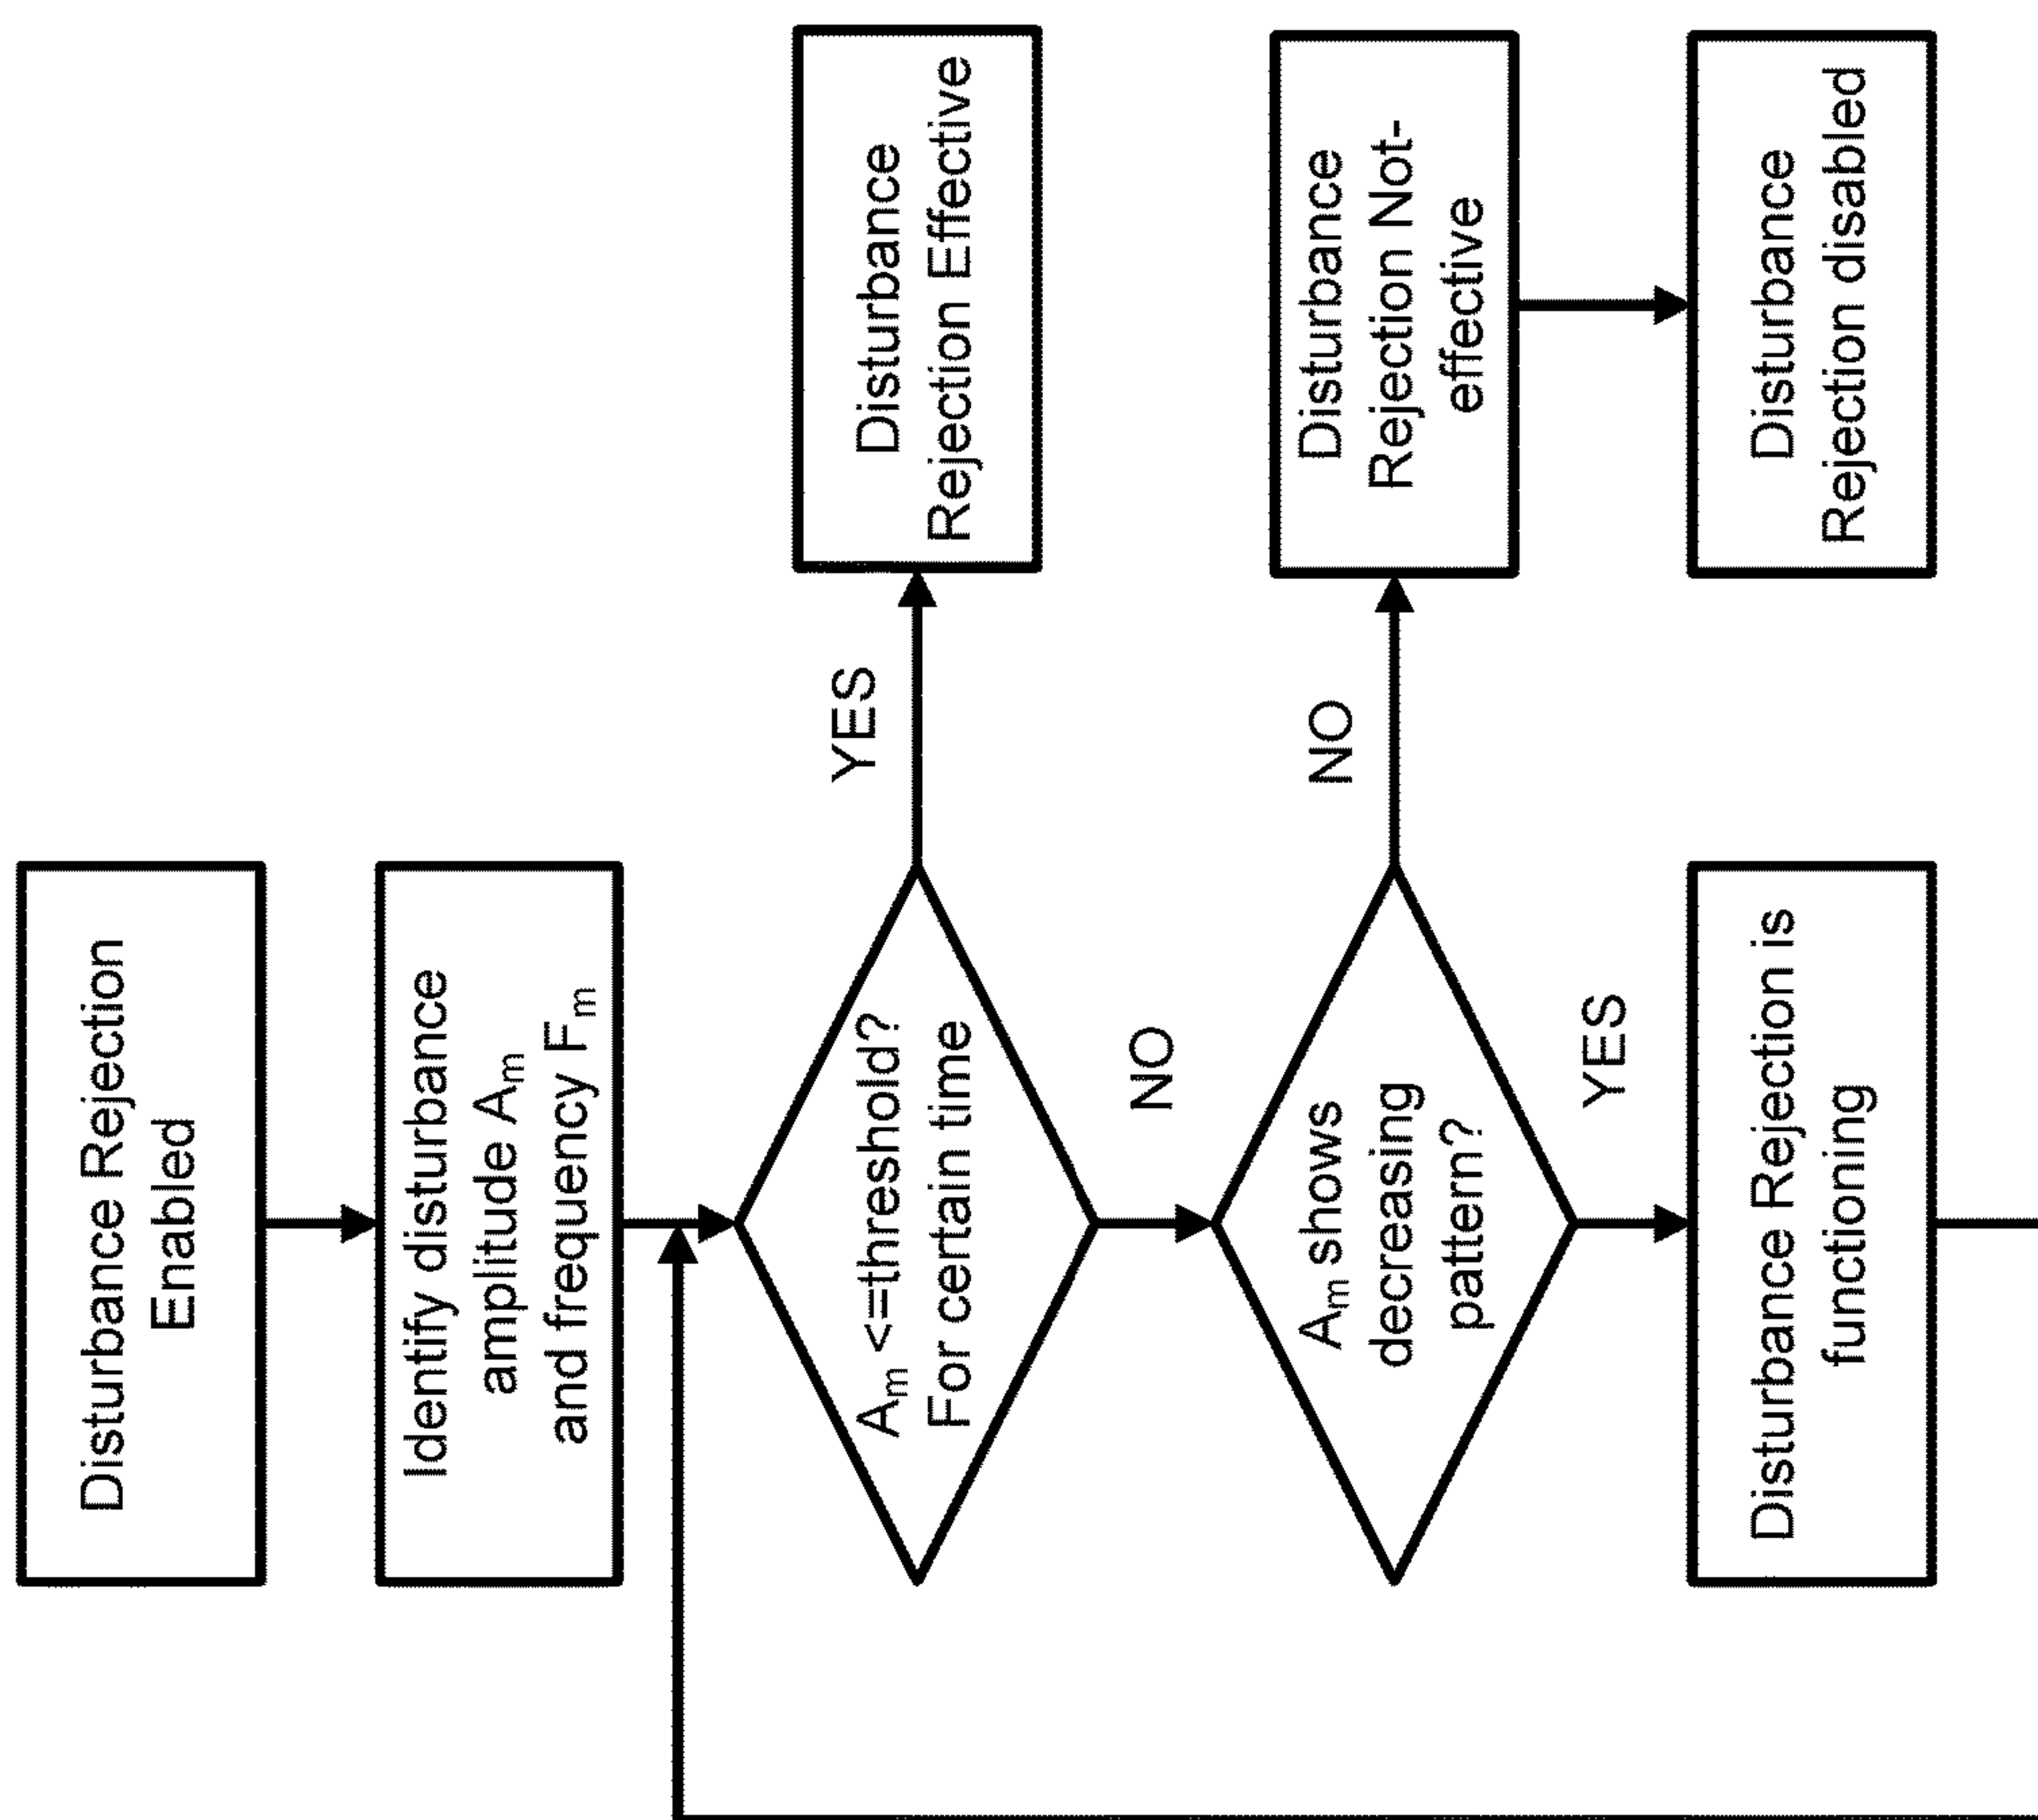 Disturbance Rejection
Enabled
Identify disturbance
amplitude Am
and frequency Fm
Am <=threshold?
For certain time
YES
Disturbance
Rejection Effective
NO
Am shows
decreasing
pattern?
NO
Disturbance
Rejection Not-
effective
YES
Disturbance Rejection is
functioning
Disturbance
Rejection disabled